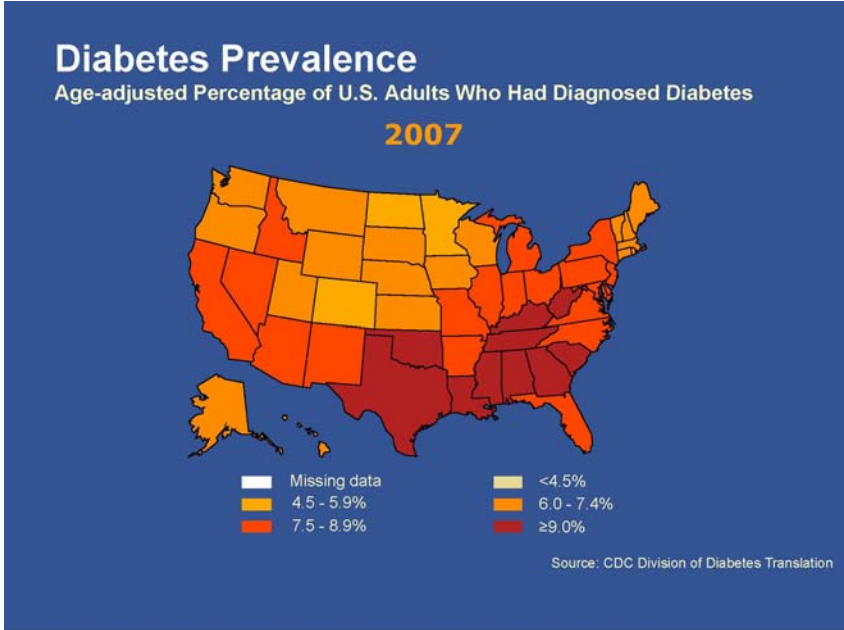 Diabetes Prevalence
Age-adjusted Percentage of U.S. Adults Who Had Diagnosed Diabetes
2007
Missing data
<4.5%
4.5 - 5.9%
6.0 - 7.4%
7.5 - 8.9%
≥9.0%
Source: CDC Division of Diabetes Translation